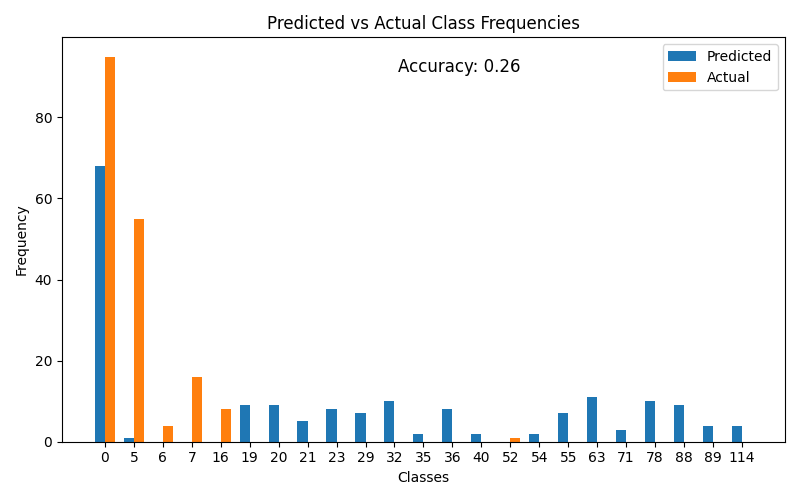 Predicted vs Actual Class Frequencies
Accuracy: 0.26
Predicted
Actual
Frequency
80
60
40
20
0
0 5 6 7 16 19 20 21 23 29 32 35 36 40 52 54 55 63 71 78 88 89 114
Classes